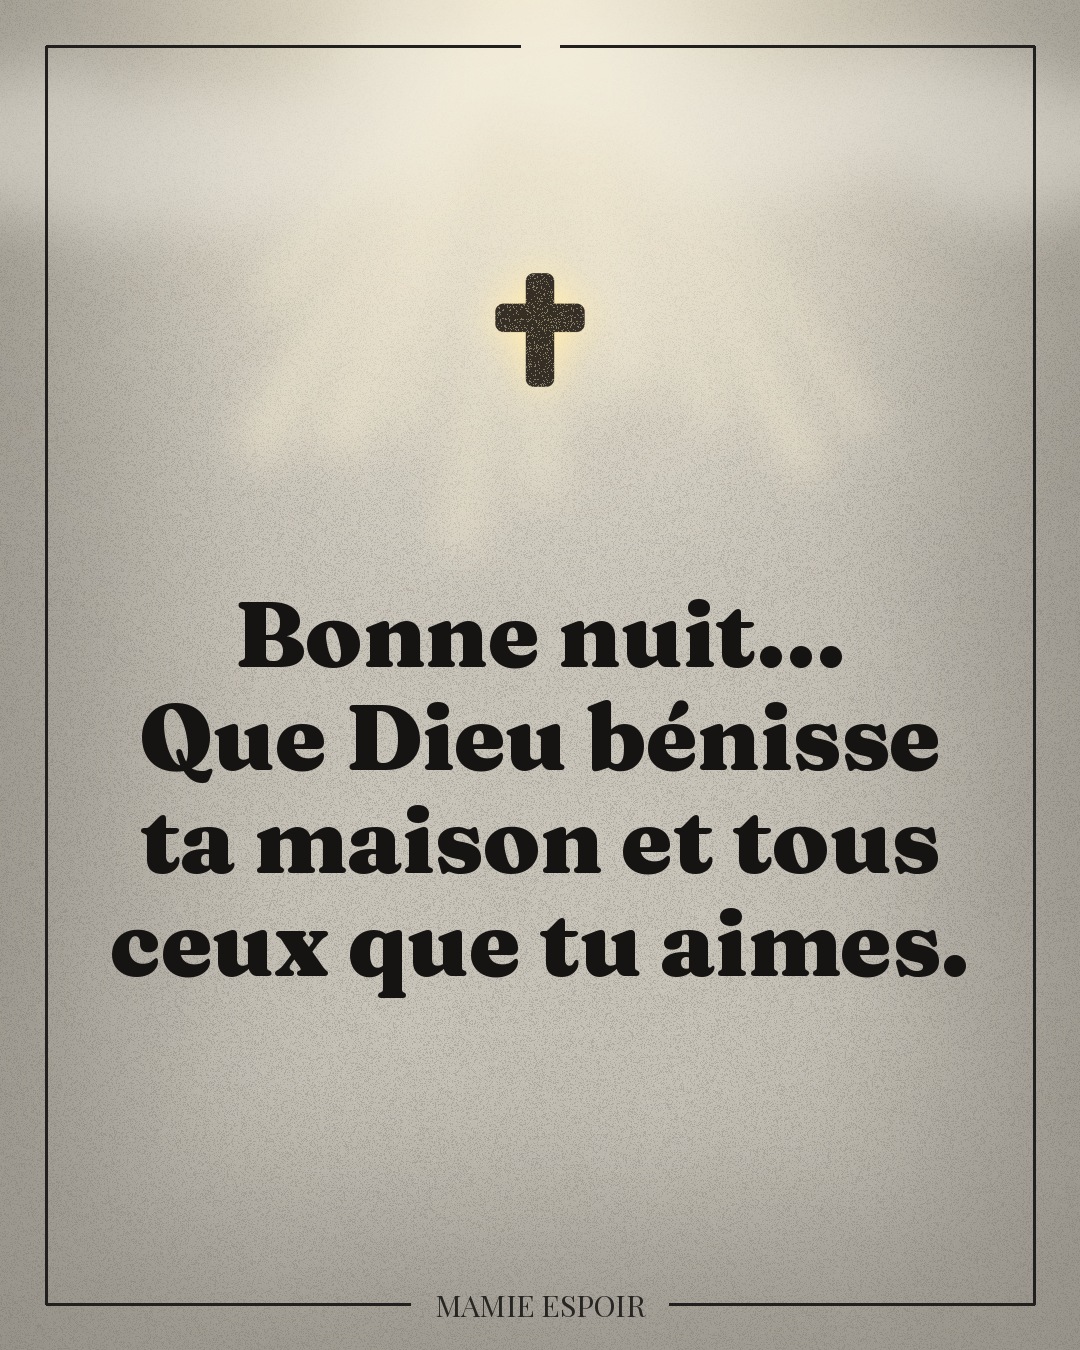 Bonne nuit...
Que Dieu bénisse
ta maison et tous
ceux que tu aimes.
MAMIE ESPOIR